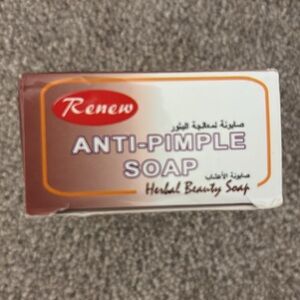 Renew
صابونة لمعالجة البثور
ANTI-PIMPLE
SOAP
صابونة الأعشاب
Herbal Beauty Soap